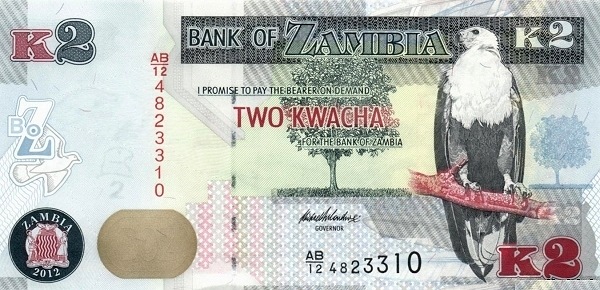 K2
BANK OF ZAMBIA
K2
AB/12 4823310
I PROMISE TO PAY THE BEARER ON DEMAND
TWO KWACHA
FOR THE BANK OF ZAMBIA
BoZ
2
GOVERNOR
ZAMBIA
2012
AB/12 4823310
K2